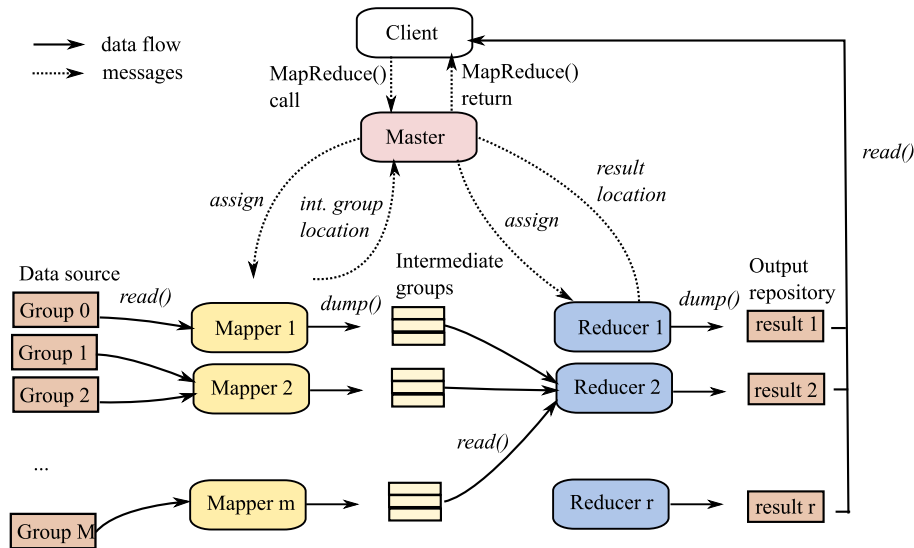 Client
data flow
messages
MapReduce()
call
MapReduce()
return
Master
read()
result
location
assign
int. group
location
assign
Data source
Intermediate
groups
Output
repository
read()
dump()
dump()
Group 0
Mapper 1
Reducer 1
result 1
Group 1
Group 2
Mapper 2
Reducer 2
result 2
read()
...
Mapper m
Reducer r
result r
Group M